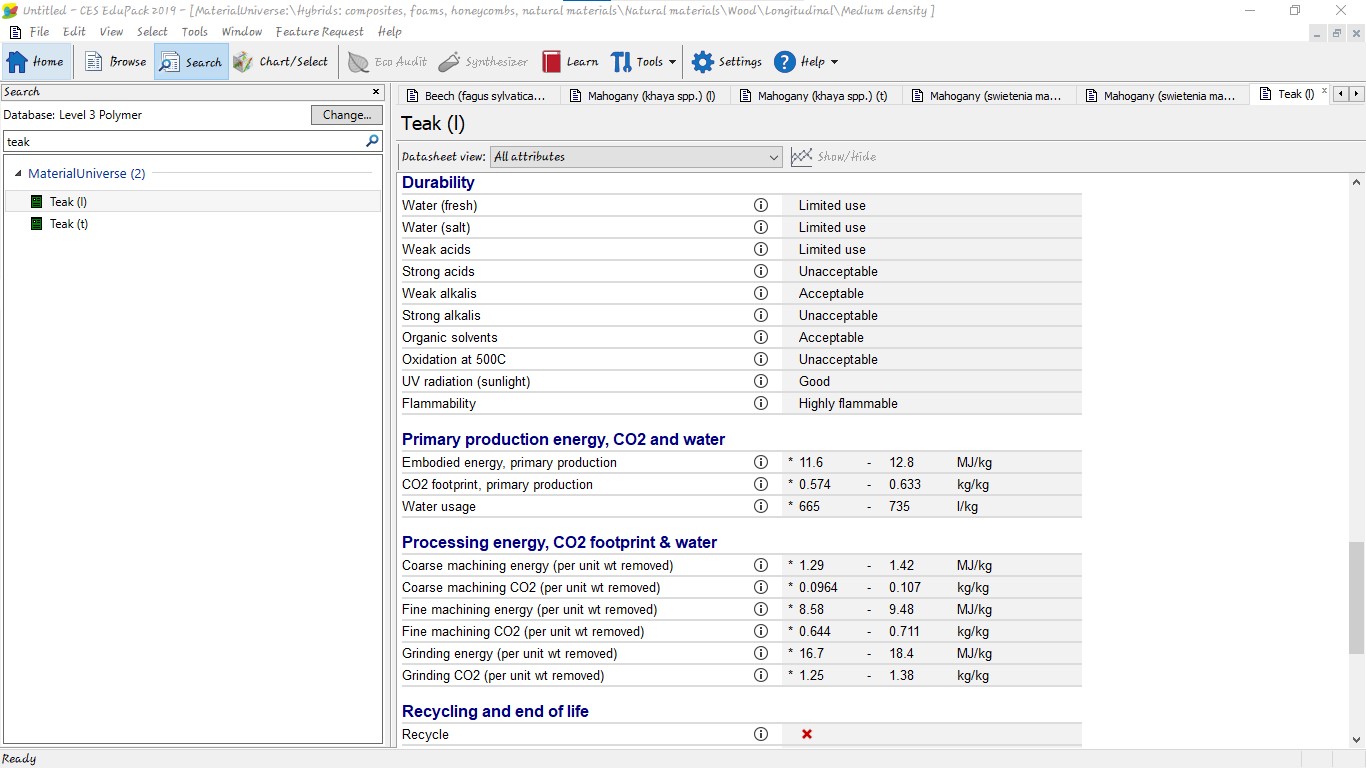 Untitled - CES EduPack 2019 - [MaterialUniverse:\Hybrids: composites, foams, honeycombs, natural materials\Natural materials\Wood\Longitudinal\Medium density ]
File Edit View Select Tools Window Feature Request Help
Home Browse Search Chart/Select Eco Audit Synthesizer Learn Tools Settings Help
Search
Database: Level 3 Polymer Change...
teak
MaterialUniverse (2)
Teak (l)
Teak (t)
Beech (fagus sylvatica... Mahogany (khaya spp.) (l) Mahogany (khaya spp.) (t) Mahogany (swietenia ma... Mahogany (swietenia ma... Teak (l)
Teak (l)
Datasheet view: All attributes Show/Hide
Durability
Water (fresh) Limited use
Water (salt) Limited use
Weak acids Limited use
Strong acids Unacceptable
Weak alkalis Acceptable
Strong alkalis Unacceptable
Organic solvents Acceptable
Oxidation at 500C Unacceptable
UV radiation (sunlight) Good
Flammability Highly flammable
Primary production energy, CO2 and water
Embodied energy, primary production * 11.6 - 12.8 MJ/kg
CO2 footprint, primary production * 0.574 - 0.633 kg/kg
Water usage * 665 - 735 l/kg
Processing energy, CO2 footprint & water
Coarse machining energy (per unit wt removed) * 1.29 - 1.42 MJ/kg
Coarse machining CO2 (per unit wt removed) * 0.0964 - 0.107 kg/kg
Fine machining energy (per unit wt removed) * 8.58 - 9.48 MJ/kg
Fine machining CO2 (per unit wt removed) * 0.644 - 0.711 kg/kg
Grinding energy (per unit wt removed) * 16.7 - 18.4 MJ/kg
Grinding CO2 (per unit wt removed) * 1.25 - 1.38 kg/kg
Recycling and end of life
Recycle
Ready